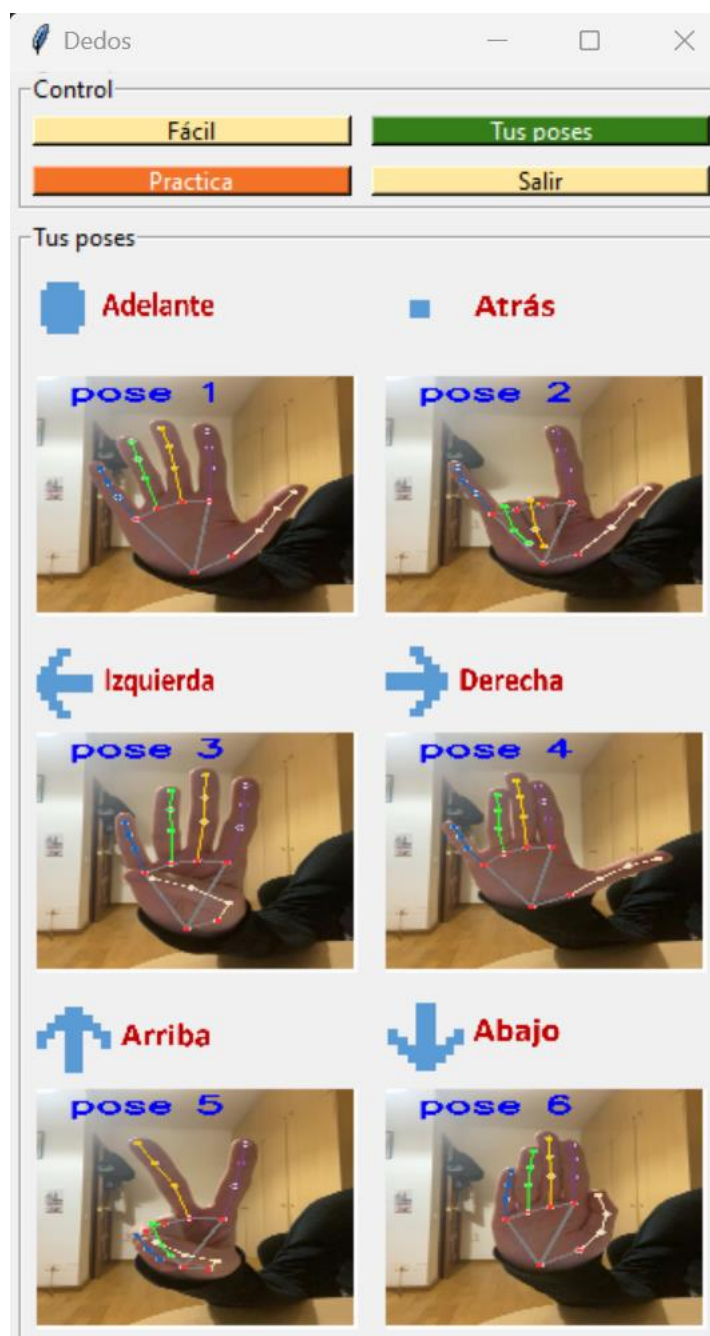 Dedos
Control
Fácil Tus poses
Practica Salir
Tus poses
Adelante Atrás
pose 1 pose 2
Izquierda Derecha
pose 3 pose 4
Arriba Abajo
pose 5 pose 6